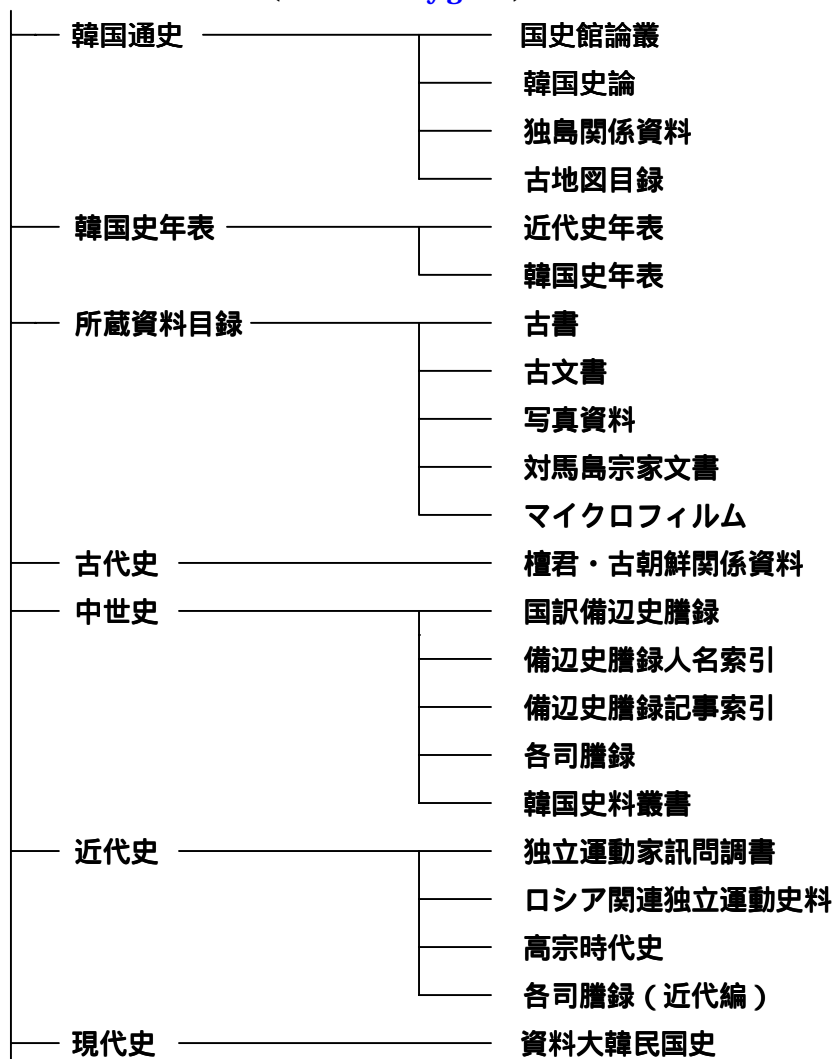 韓国通史 国史館論叢
韓国史論
独島関係資料
古地図目録
韓国史年表 近代史年表
韓国史年表
所蔵資料目録 古書
古文書
写真資料
対馬島宗家文書
マイクロフィルム
古代史 檀君・古朝鮮関係資料
中世史 国訳備辺史謄録
備辺史謄録人名索引
備辺史謄録記事索引
各司謄録
韓国史料叢書
近代史 独立運動家訊問調書
ロシア関連独立運動史料
高宗時代史
各司謄録(近代編)
現代史 資料大韓民国史